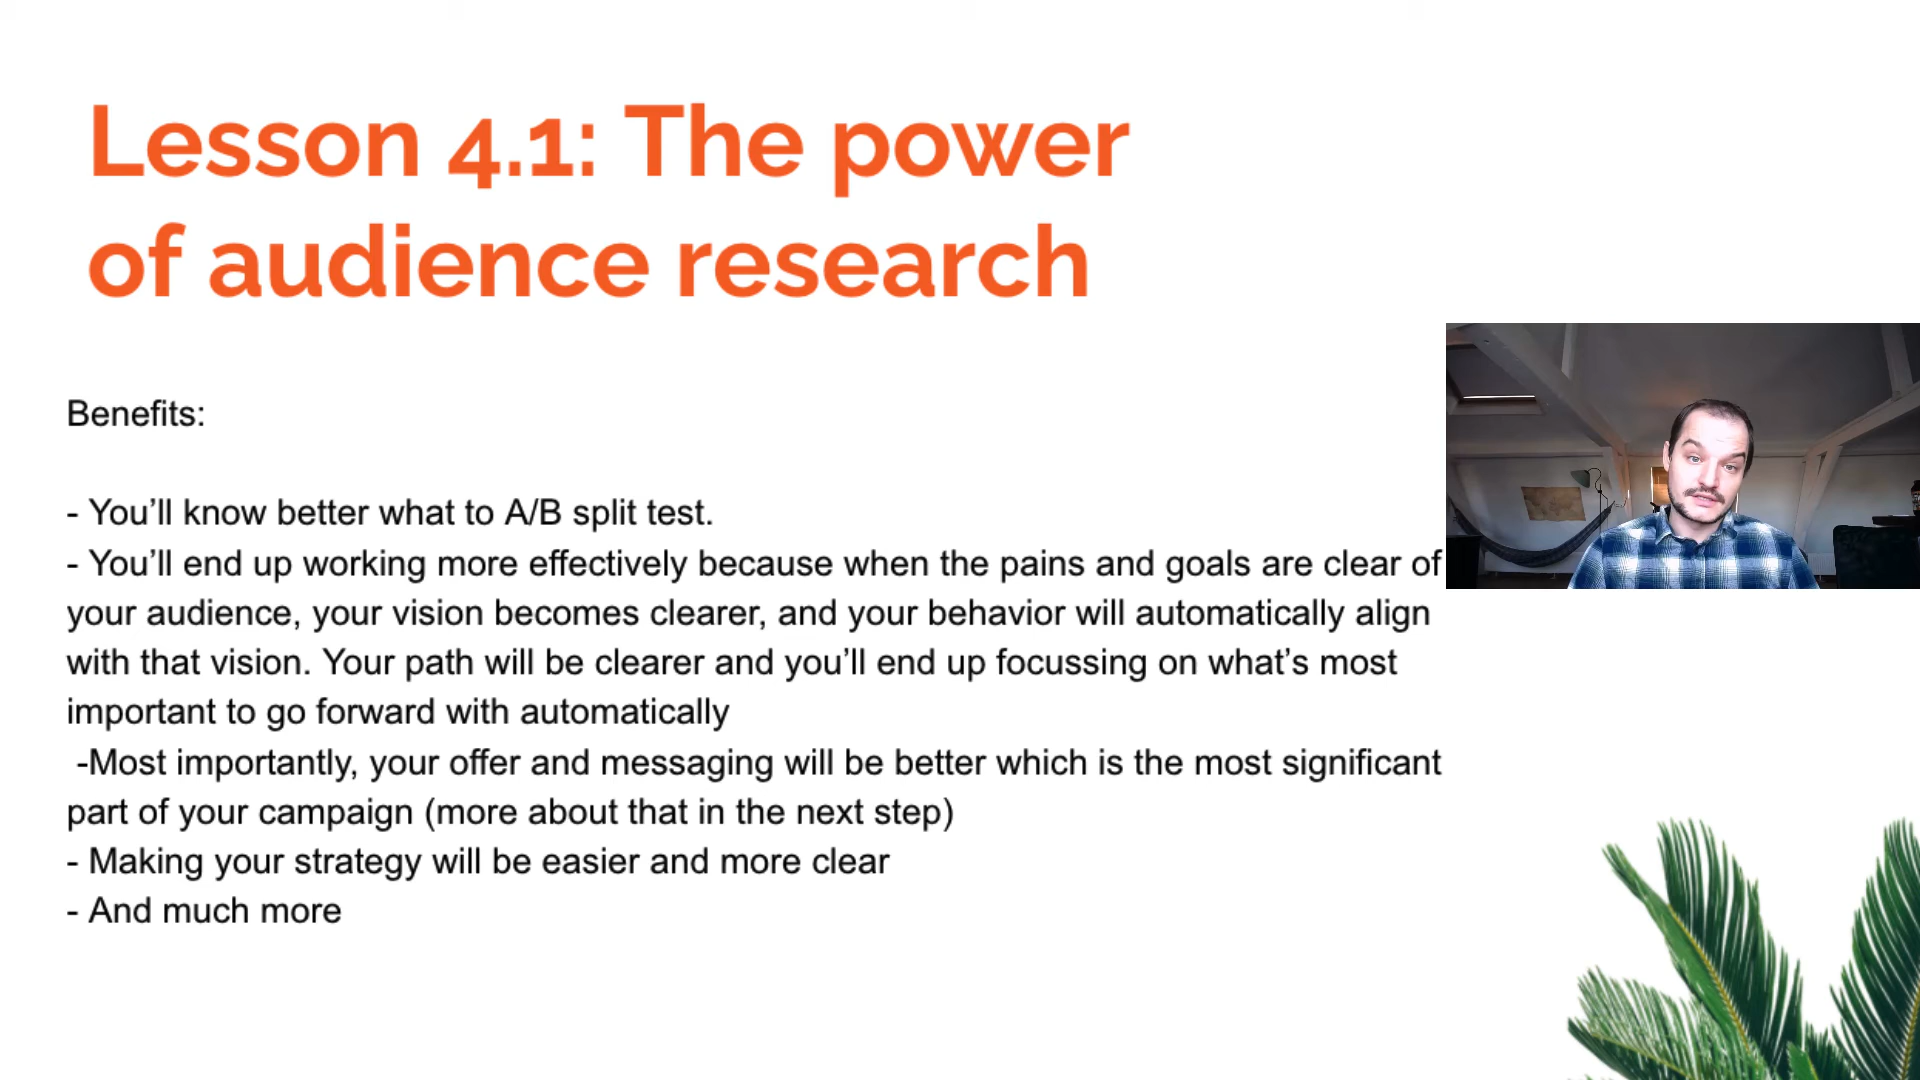 Lesson 4.1: The power
of audience research
Benefits:
- You’ll know better what to A/B split test.
- You’ll end up working more effectively because when the pains and goals are clear of
your audience, your vision becomes clearer, and your behavior will automatically align
with that vision. Your path will be clearer and you’ll end up focussing on what’s most
important to go forward with automatically
-Most importantly, your offer and messaging will be better which is the most significant
part of your campaign (more about that in the next step)
- Making your strategy will be easier and more clear
- And much more